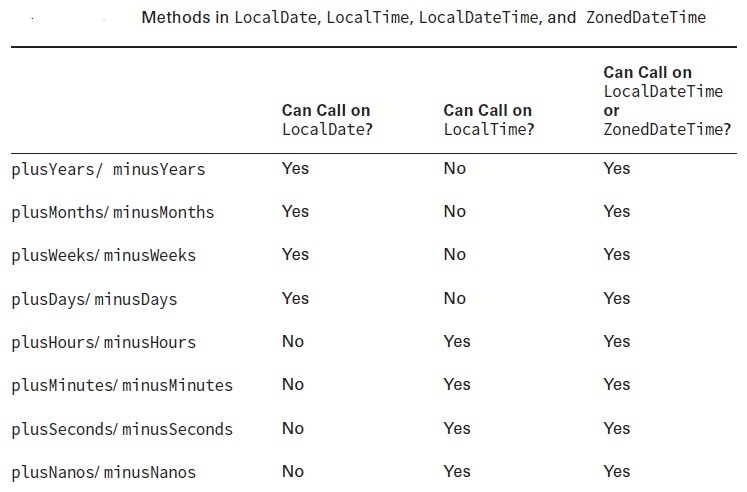 Methods in LocalDate, LocalTime, LocalDateTime, and ZonedDateTime
Can Call on LocalDate? Can Call on LocalTime? Can Call on LocalDateTime or ZonedDateTime?
plusYears/ minusYears Yes No Yes
plusMonths/ minusMonths Yes No Yes
plusWeeks/ minusWeeks Yes No Yes
plusDays/ minusDays Yes No Yes
plusHours/ minusHours No Yes Yes
plusMinutes/ minusMinutes No Yes Yes
plusSeconds/ minusSeconds No Yes Yes
plusNanos/ minusNanos No Yes Yes